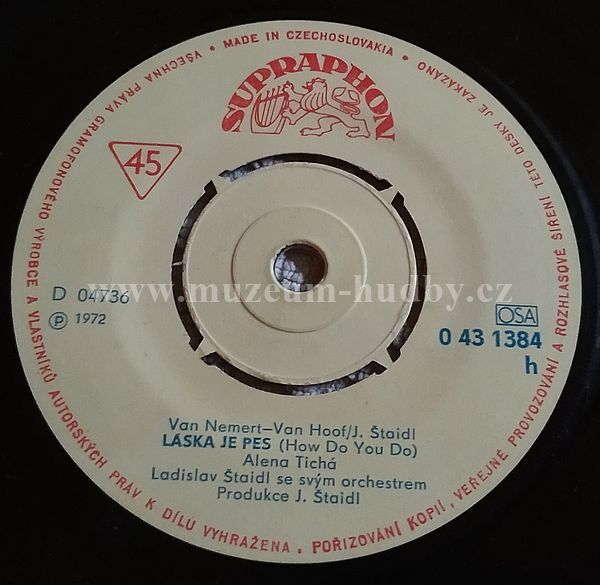 VŠECHNA PRÁVA GRAMOFONOVÉHO VÝROBCE A VLASTNÍKŮ AUTORSKÝCH PRÁV K DÍLU VYHRAŽENA. POŘIZOVÁNÍ KOPIÍ, VEŘEJNÉ PROVOZOVÁNÍ A ROZHLASOVÉ ŠÍŘENÍ TÉTO DESKY JE ZAKÁZÁNO • MADE IN CZECHOSLOVAKIA •
SUPRAPHON
45
www.muzeum-hudby.cz
D 04736
℗ 1972
OSA
0 43 1384
h
Van Nemert–Van Hoof/J. Štaidl
LÁSKA JE PES (How Do You Do)
Alena Tichá
Ladislav Štaidl se svým orchestrem
Produkce J. Štaidl